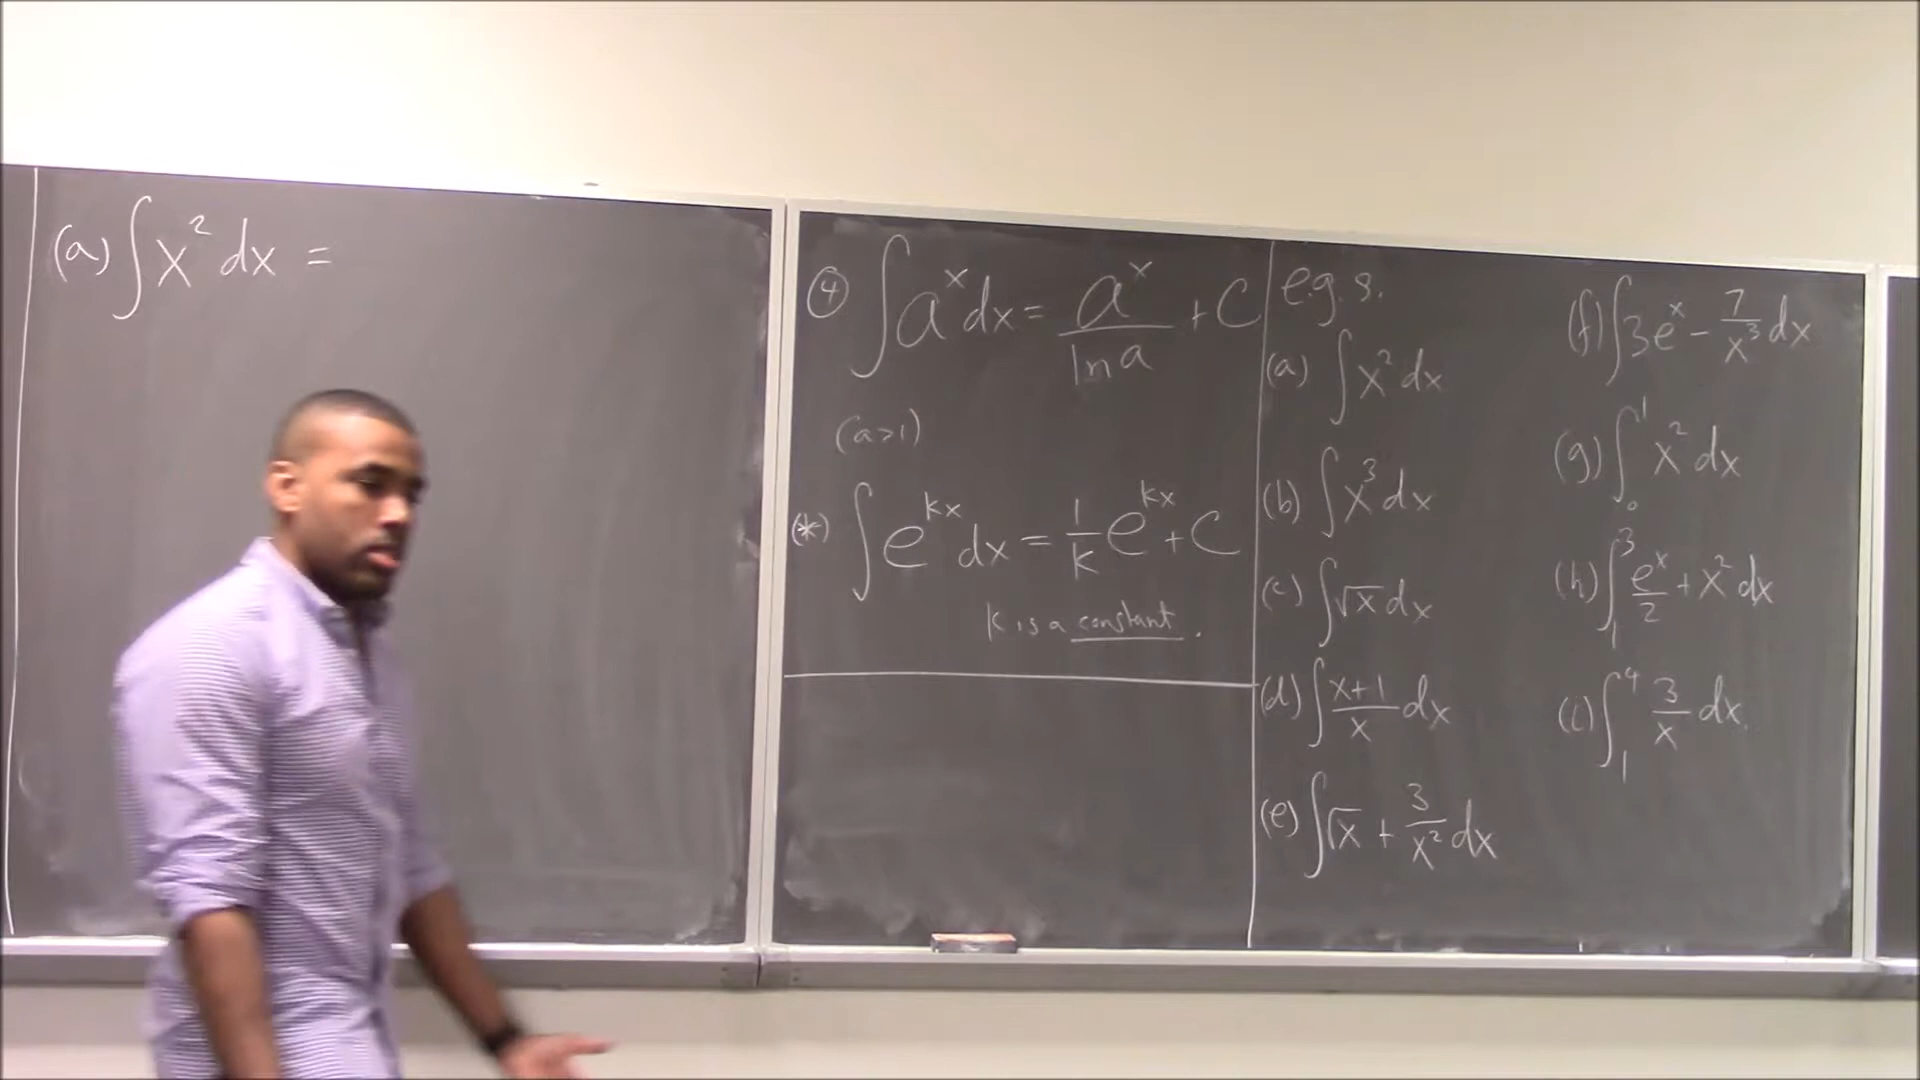 (a) ∫ x² dx =
④ ∫ aˣ dx = aˣ / ln a + C
(a>1)
(*) ∫ e^{kx} dx = 1/k e^{kx} + C
k is a constant.
e.g.s.
(a) ∫ x² dx
(b) ∫ x³ dx
(c) ∫ √x dx
(d) ∫ x+1 / x dx
(e) ∫ √x + 3/x² dx
(f) ∫ 3eˣ - 7/x³ dx
(g) ∫₀¹ x² dx
(h) ∫₁³ eˣ/2 + x² dx
(i) ∫₁⁴ 3/x dx.